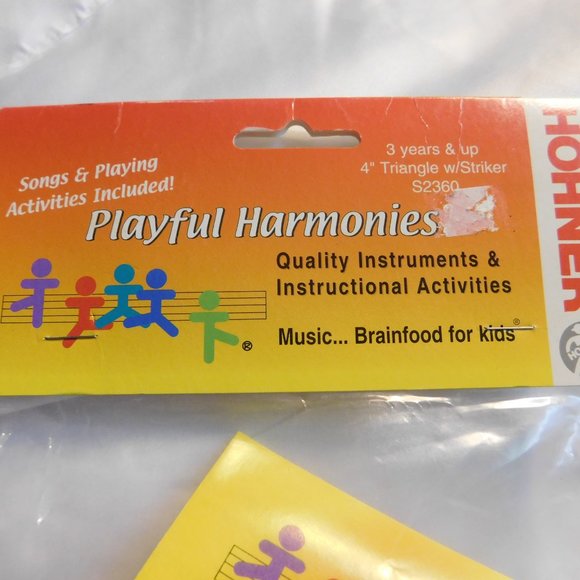 3 years & up
4" Triangle w/Striker
S2360
Songs & Playing
Activities Included!
Playful Harmonies
Quality Instruments &
Instructional Activities
Music... Brainfood for kids®
®
HOHNER